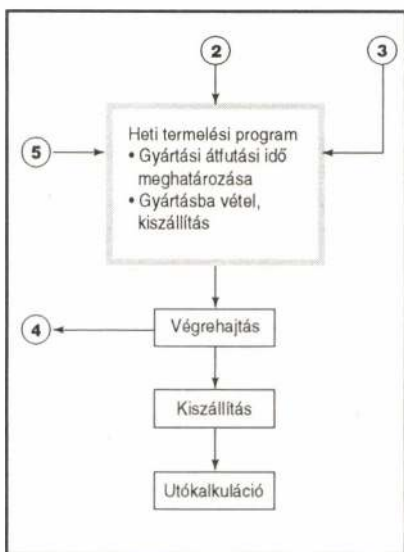 2
3
5
Heti termelési program
• Gyártási átfutási idő
meghatározása
• Gyártásba vétel,
kiszállítás
4
Végrehajtás
Kiszállítás
Utókalkuláció